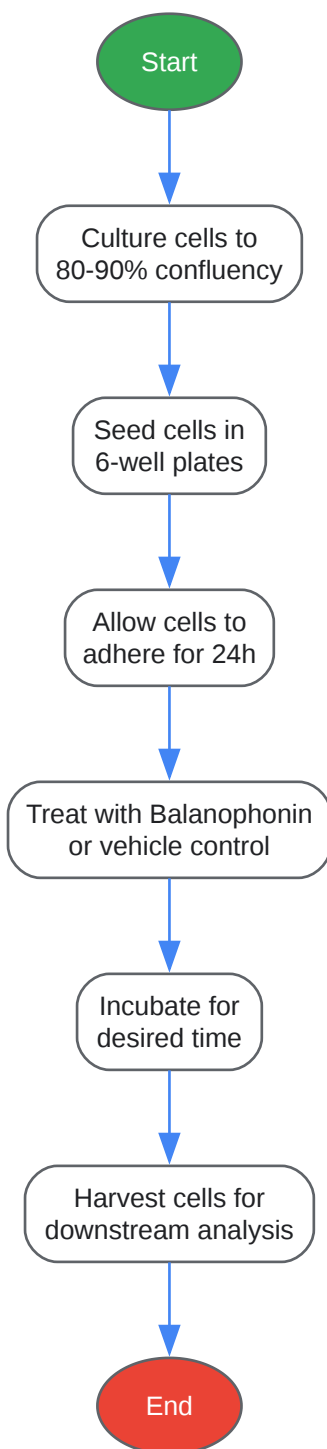 Start
Culture cells to
80-90% confluency
Seed cells in
6-well plates
Allow cells to
adhere for 24h
Treat with Balanophonin
or vehicle control
Incubate for
desired time
Harvest cells for
downstream analysis
End